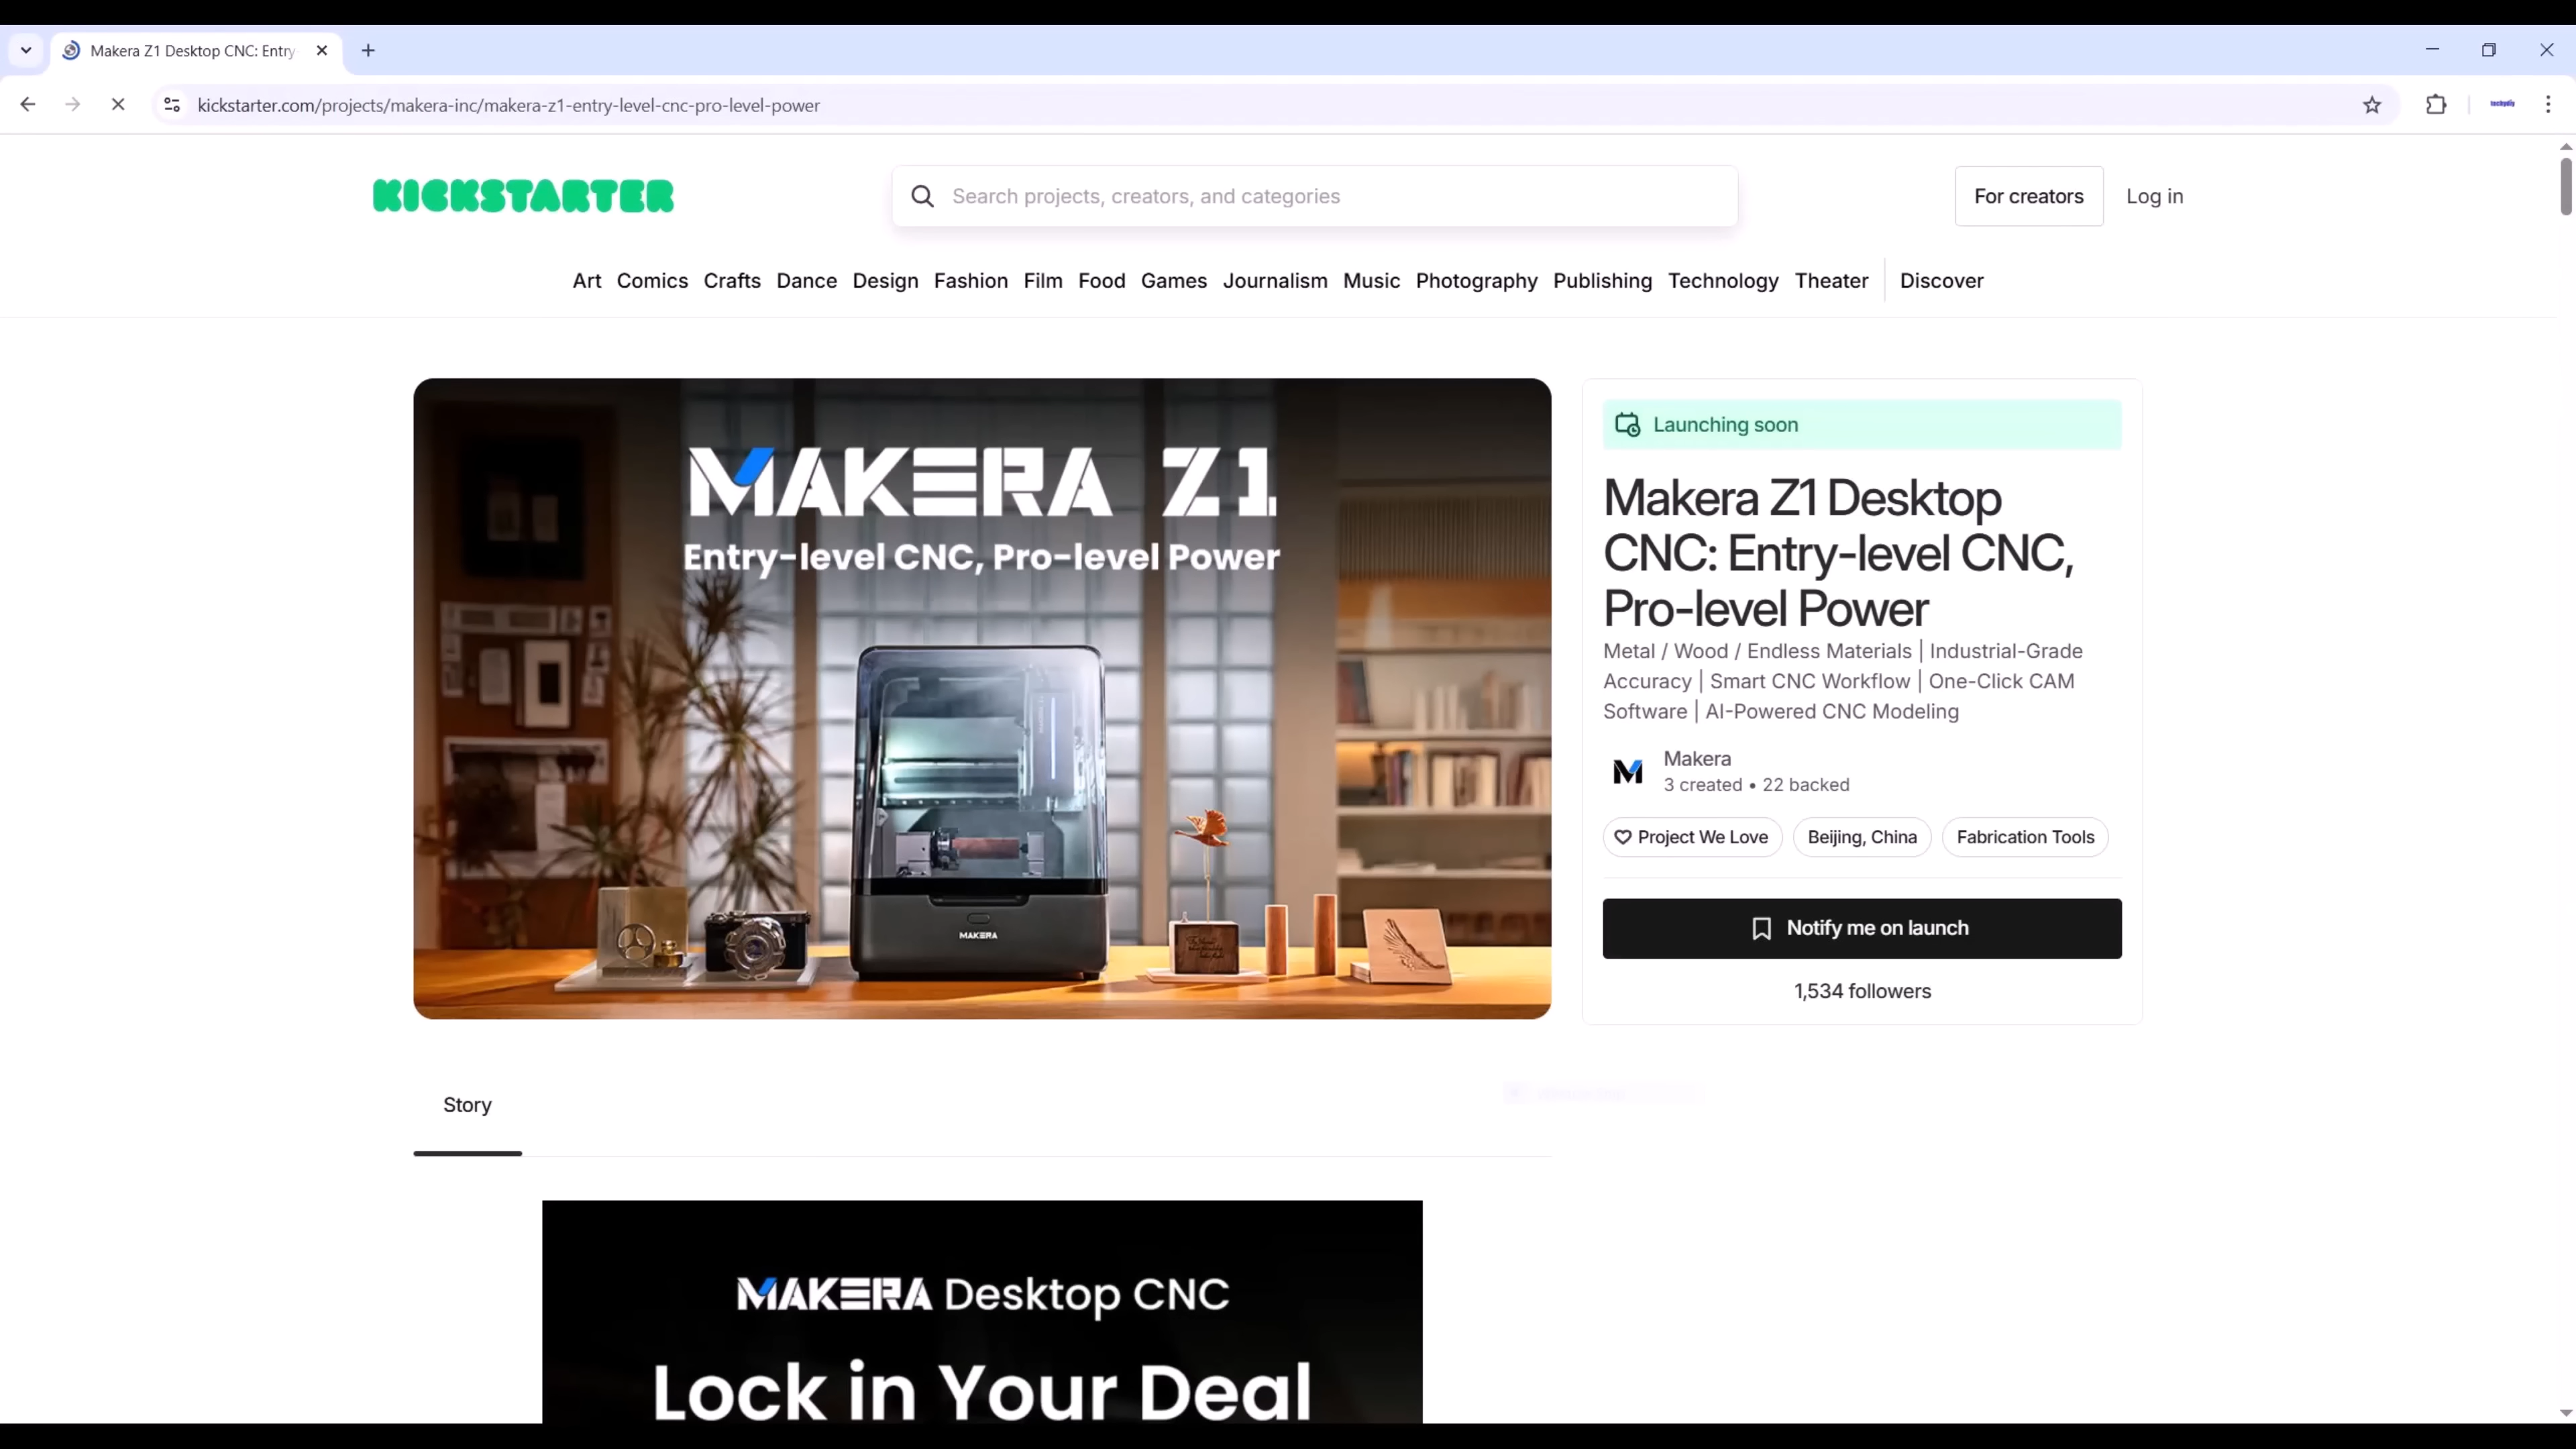 Makera Z1 Desktop CNC: Entry-
kickstarter.com/projects/makera-inc/makera-z1-entry-level-cnc-pro-level-power
techydiy
KICKSTARTER
Search projects, creators, and categories
For creators
Log in
Art Comics Crafts Dance Design Fashion Film Food Games Journalism Music Photography Publishing Technology Theater Discover
MAKERA Z1
Entry-level CNC, Pro-level Power
MAKERA
Launching soon
Makera Z1 Desktop
CNC: Entry-level CNC,
Pro-level Power
Metal / Wood / Endless Materials | Industrial-Grade
Accuracy | Smart CNC Workflow | One-Click CAM
Software | AI-Powered CNC Modeling
Makera
3 created • 22 backed
Project We Love
Beijing, China
Fabrication Tools
Notify me on launch
1,534 followers
Story
MAKERA Desktop CNC
Lock in Your Deal